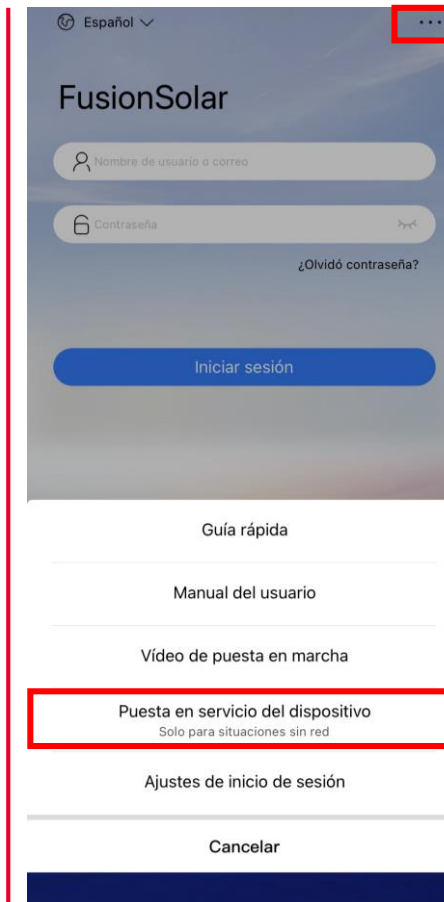 Español
...
FusionSolar
Nombre de usuario o correo
Contraseña
¿Olvidó contraseña?
Iniciar sesión
Guía rápida
Manual del usuario
Vídeo de puesta en marcha
Puesta en servicio del dispositivo
Solo para situaciones sin red
Ajustes de inicio de sesión
Cancelar